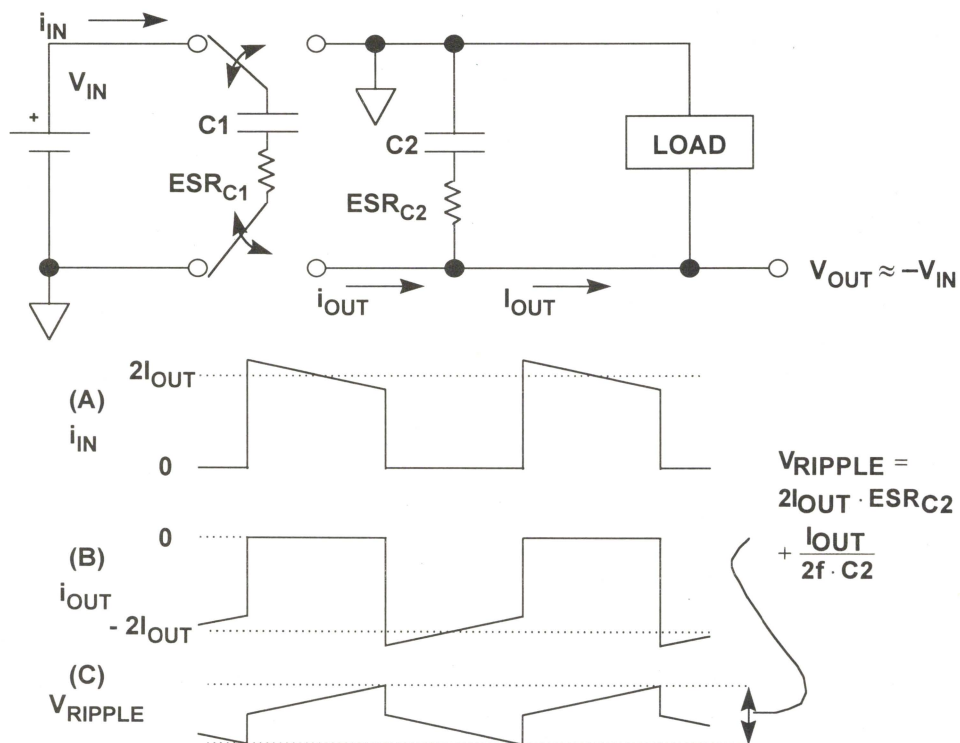 iIN
VIN
+
C1
ESRC1
C2
ESRC2
LOAD
iOUT
IOUT
VOUT ≈ –VIN
2IOUT
(A)
iIN
0
VRIPPLE =
2IOUT · ESRC2
+ IOUT
2f · C2
0
(B)
iOUT
- 2IOUT
(C)
VRIPPLE